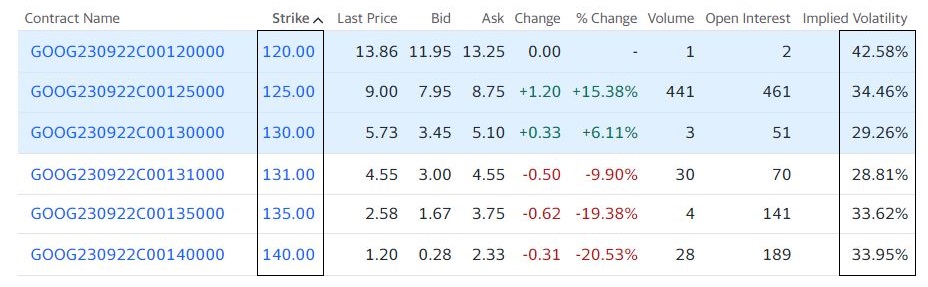 Contract Name Strike Last Price Bid Ask Change % Change Volume Open Interest Implied Volatility
GOOG230922C00120000 120.00 13.86 11.95 13.25 0.00 - 1 2 42.58%
GOOG230922C00125000 125.00 9.00 7.95 8.75 +1.20 +15.38% 441 461 34.46%
GOOG230922C00130000 130.00 5.73 3.45 5.10 +0.33 +6.11% 3 51 29.26%
GOOG230922C00131000 131.00 4.55 3.00 4.55 -0.50 -9.90% 30 70 28.81%
GOOG230922C00135000 135.00 2.58 1.67 3.75 -0.62 -19.38% 4 141 33.62%
GOOG230922C00140000 140.00 1.20 0.28 2.33 -0.31 -20.53% 28 189 33.95%